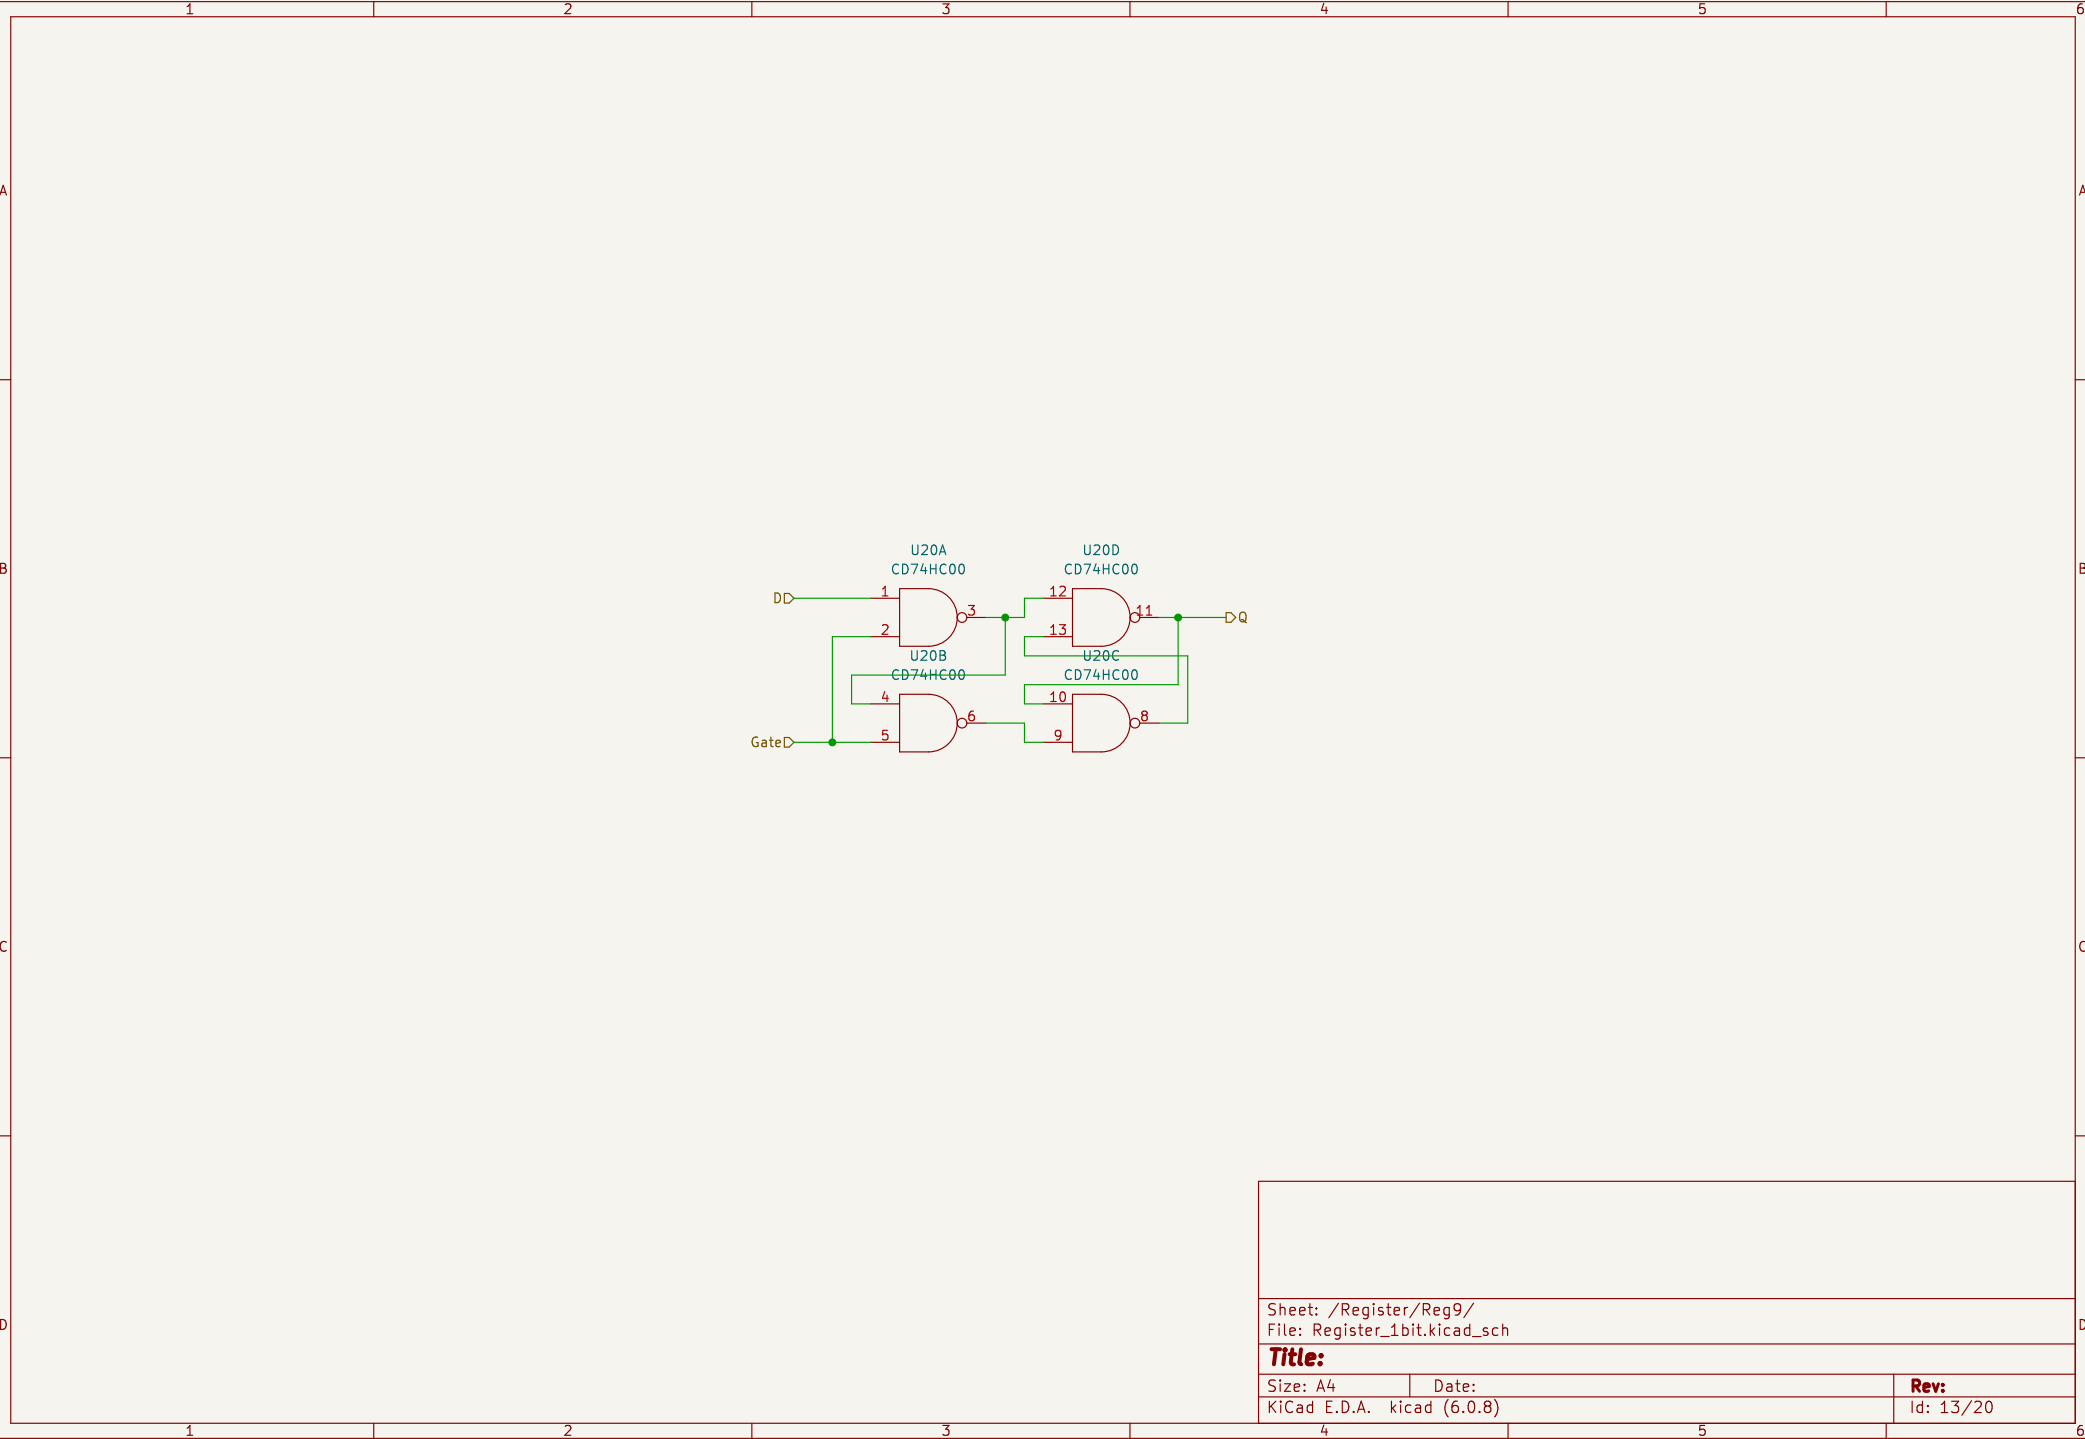 1 2 3 4 5 6
A A
U20A U20D
CD74HC00 CD74HC00
B B
D 1 3 12 11 Q
2 13
U20B U20C
CD74HC00 CD74HC00
4 6 10 8
Gate 5 9
C C
Sheet: /Register/Reg9/
D D
File: Register_1bit.kicad_sch
Title:
Size: A4 Date: Rev:
KiCad E.D.A. kicad (6.0.8) Id: 13/20
1 2 3 4 5 6